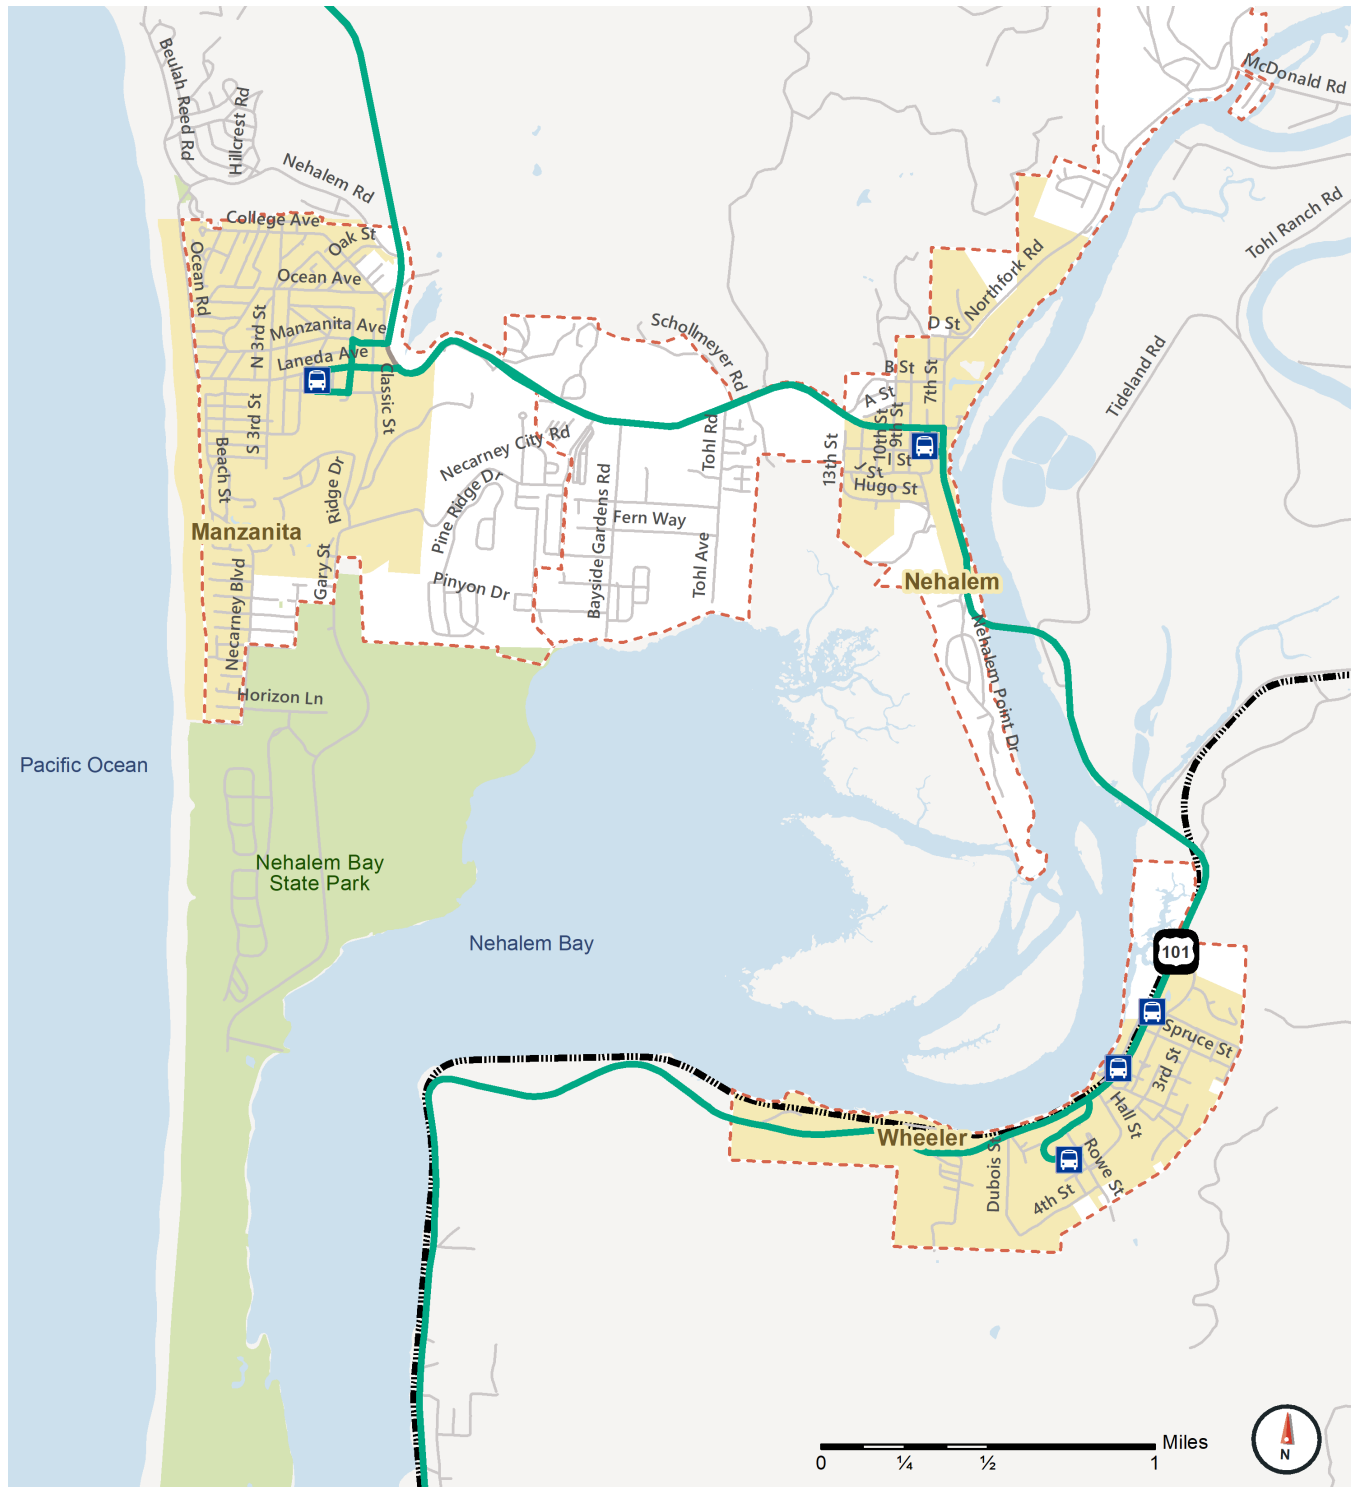 Beulah Reed Rd
Hillcrest Rd
Nehalem Rd
McDonald Rd
Tohl Ranch Rd
College Ave
Oak St
Ocean Rd
Ocean Ave
Northfork Rd
N 3rd St
Manzanita Ave
Laneda Ave
Schollmeyer Rd
D St
B St
7th St
A St
Tideland Rd
Classic St
S 3rd St
Beach St
Necarney City Rd
Tohl Rd
13th St
10th St
9th St
I St
J St
Hugo St
Ridge Dr
Pine Ridge Dr
Bayside Gardens Rd
Fern Way
Manzanita
Tohl Ave
Nehalem
Necarney Blvd
Gary St
Pinyon Dr
Nehalem Point Dr
Horizon Ln
Pacific Ocean
Nehalem Bay
State Park
Nehalem Bay
101
Spruce St
3rd St
Hall St
Wheeler
Dubois St
Rowe St
4th St
Miles
0
¼
½
1
N